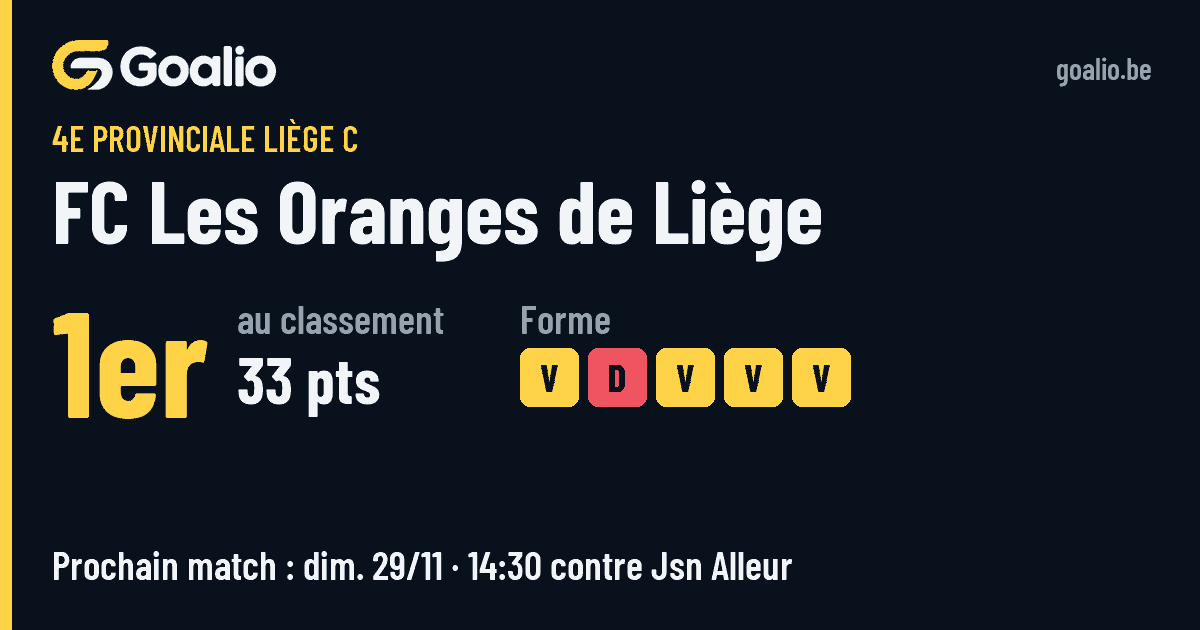 Goalio
goalio.be
4E PROVINCIALE LIÈGE C
FC Les Oranges de Liège
1er
au classement
33 pts
Forme
V D V V V
Prochain match : dim. 29/11 · 14:30 contre Jsn Alleur